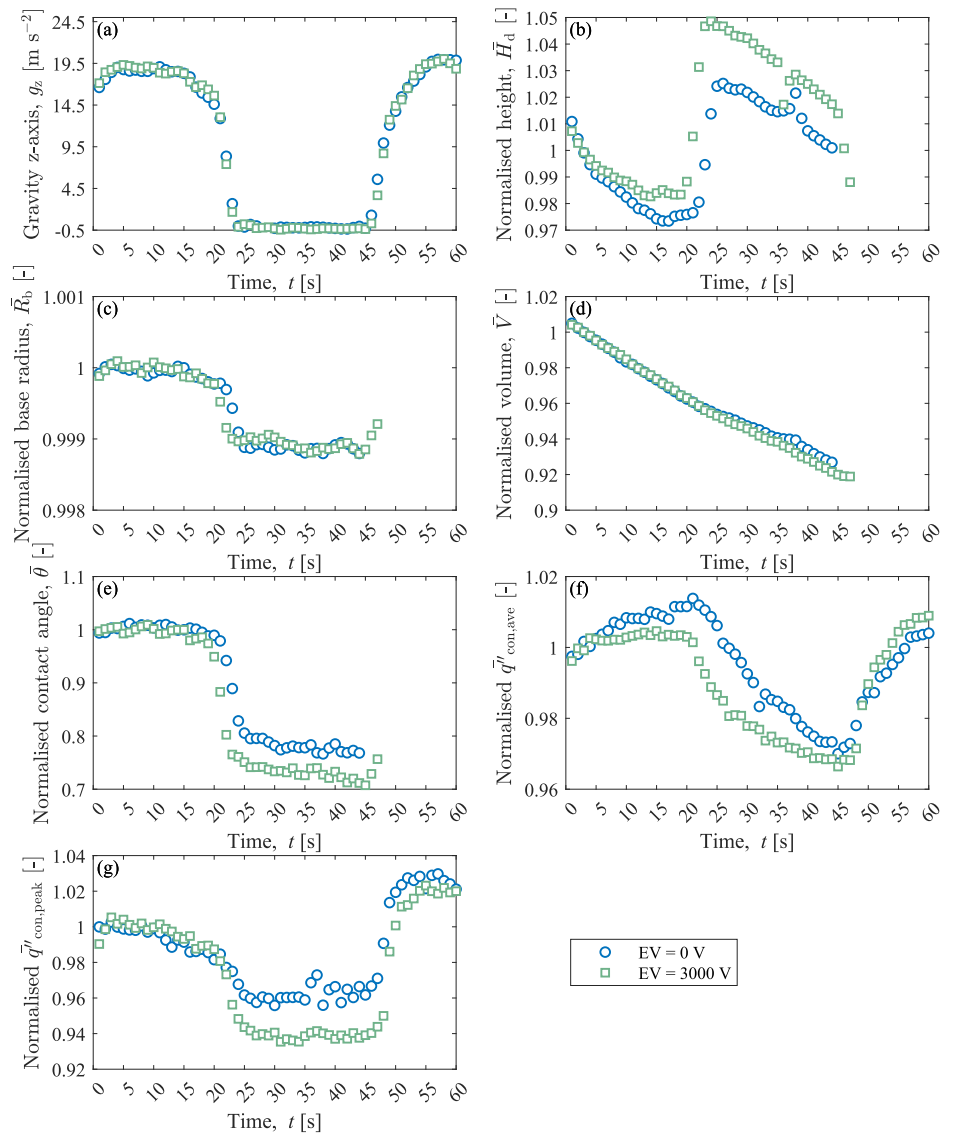 (a)
Gravity z-axis, g_z [m s⁻²]
24.5
19.5
14.5
9.5
4.5
-0.5
0 5 10 15 20 25 30 35 40 45 55 60
Time, t [s]
(b)
Normalised height, H̄_d [-]
1.05
1.04
1.03
1.02
1.01
1
0.99
0.98
0.97
0 5 10 15 20 25 30 35 40 45 55 60
Time, t [s]
(c)
Normalised base radius, R̄_b [-]
1.001
1
0.999
0.998
0 5 10 15 20 25 30 35 40 45 55 60
Time, t [s]
(d)
Normalised volume, V̄ [-]
1.02
1
0.98
0.96
0.94
0.92
0.9
0 5 10 15 20 25 30 35 40 45 55 60
Time, t [s]
(e)
Normalised contact angle, θ̄ [-]
1.1
1
0.9
0.8
0.7
0 5 10 15 20 25 30 35 40 45 55 60
Time, t [s]
(f)
Normalised q̄″con,ave [-]
1.02
1
0.98
0.96
0 5 10 15 20 25 30 35 40 45 55 60
Time, t [s]
(g)
Normalised q̄″con,peak [-]
1.04
1.02
1
0.98
0.96
0.94
0.92
0 5 10 15 20 25 30 35 40 45 55 60
Time, t [s]
EV = 0 V
EV = 3000 V